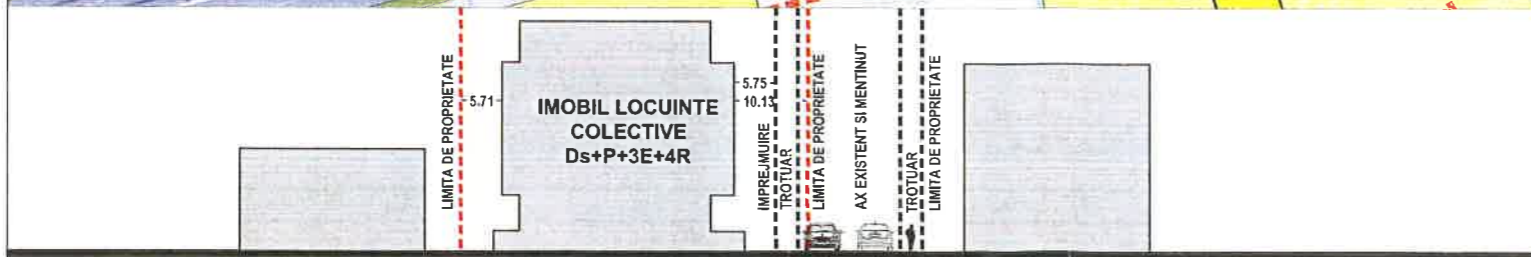 LIMITA DE PROPRIETATE
5.71
IMOBIL LOCUINTE
COLECTIVE
Ds+P+3E+4R
5.75
10.13
IMPREJMUIRE
TROTUAR
LIMITA DE PROPRIETATE
AX EXISTENT SI MENTINUT
TROTUAR
LIMITA DE PROPRIETATE